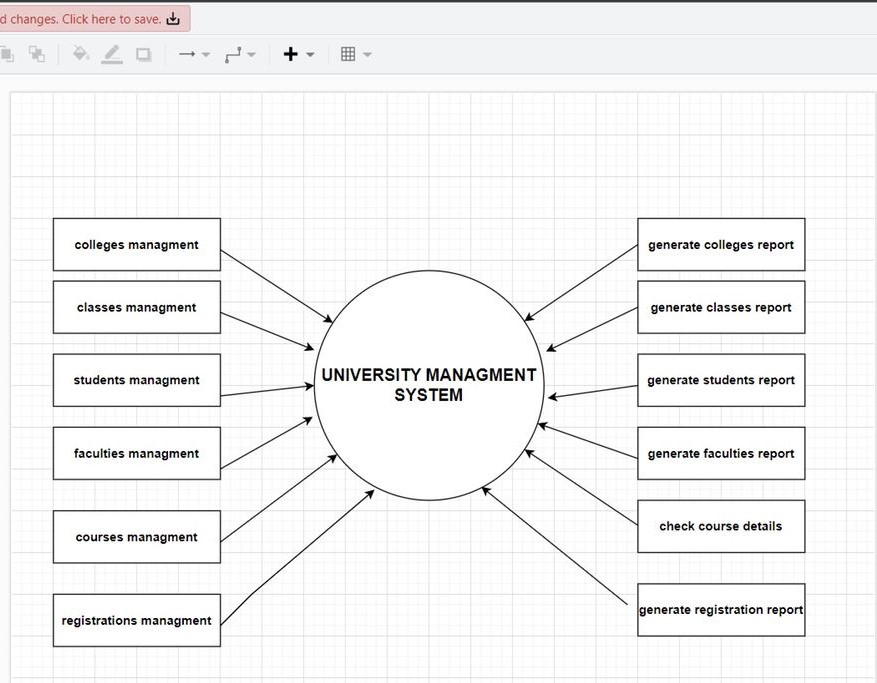 d changes. Click here to save.
colleges managment
classes managment
students managment
faculties managment
courses managment
registrations managment
UNIVERSITY MANAGMENT
SYSTEM
generate colleges report
generate classes report
generate students report
generate faculties report
check course details
generate registration report